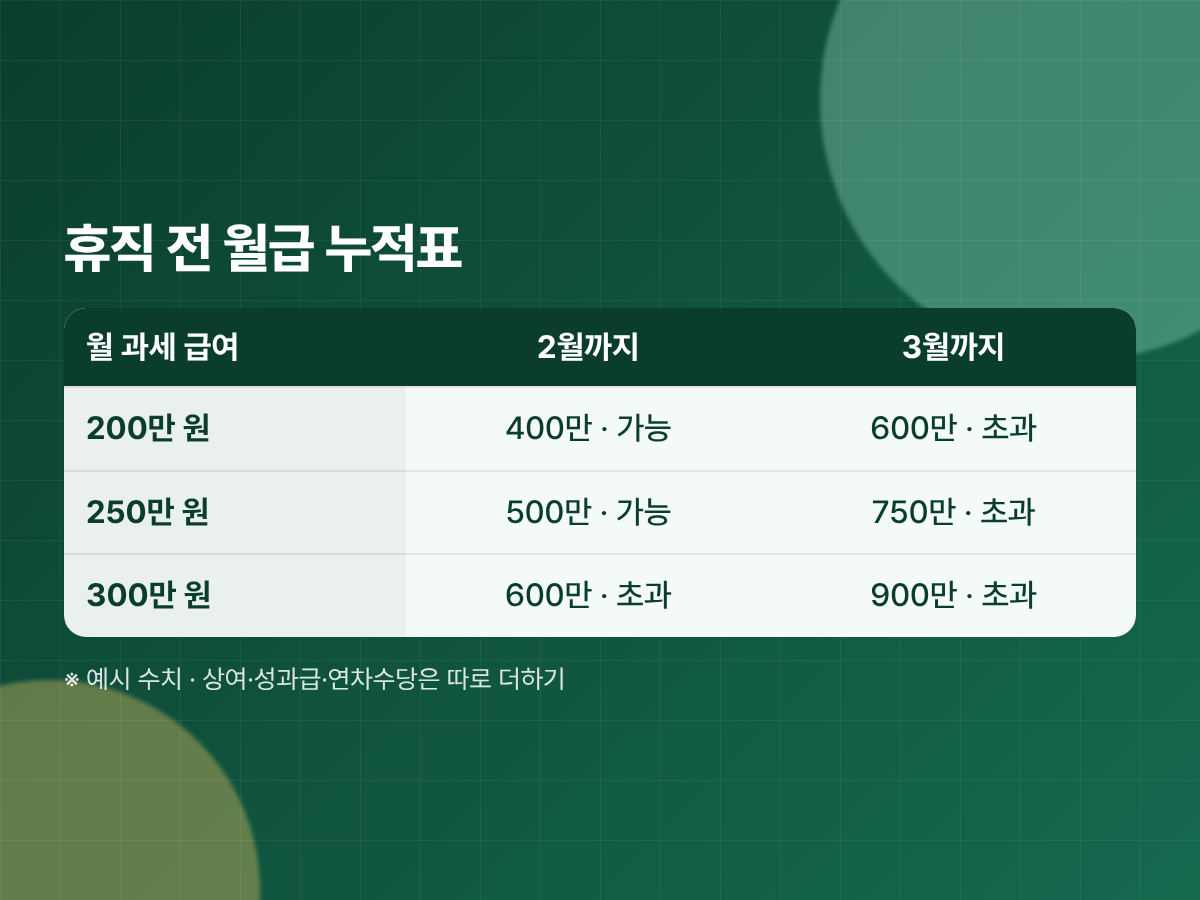 휴직 전 월급 누적표
월 과세 급여 2월까지 3월까지
200만 원 400만 · 가능 600만 · 초과
250만 원 500만 · 가능 750만 · 초과
300만 원 600만 · 초과 900만 · 초과
※ 예시 수치 · 상여·성과급·연차수당은 따로 더하기